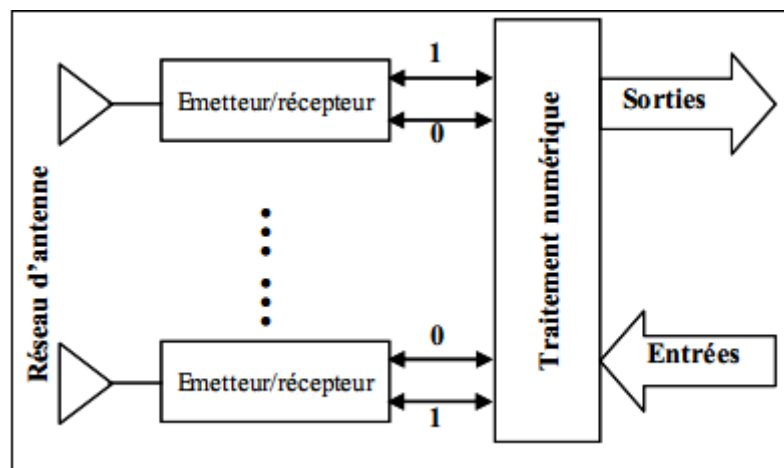 1
Emetteur/récepteur
0
Sorties
Réseau d'antenne
Traitement numérique
0
Emetteur/récepteur
1
Entrées